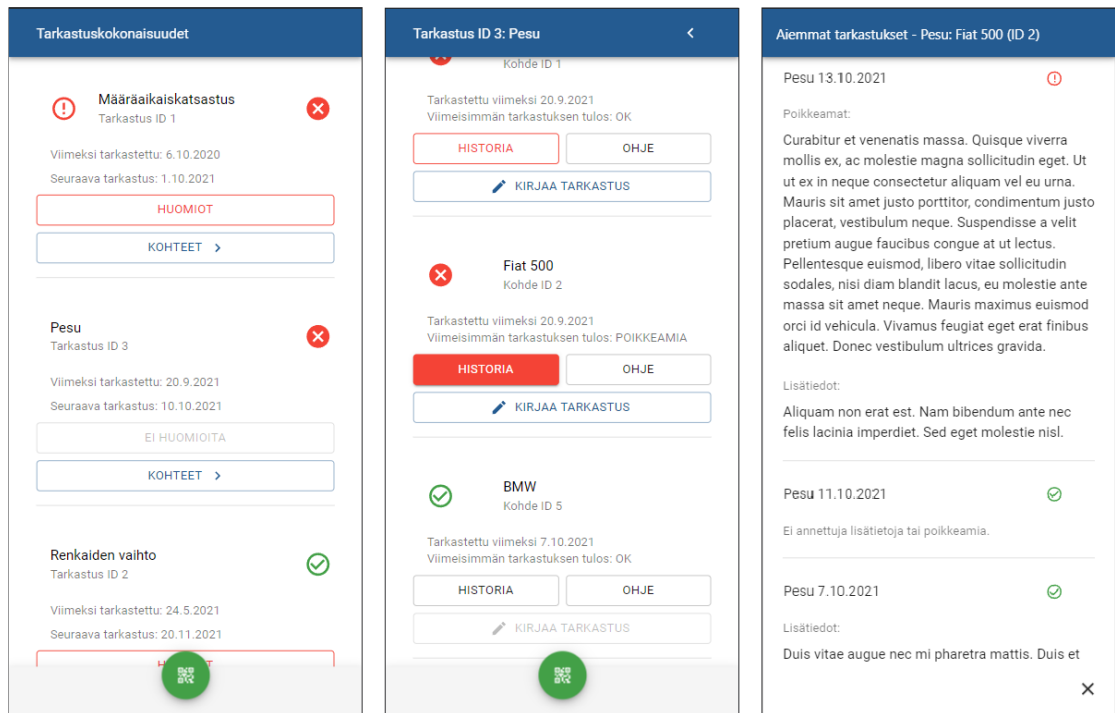 Tarkastuskokonaisuudet
Määräaikaiskatsastus
Tarkastus ID 1
Viimeksi tarkastettu: 6.10.2020
Seuraava tarkastus: 1.10.2021
HUOMIOT
KOHTEET
Pesu
Tarkastus ID 3
Viimeksi tarkastettu: 20.9.2021
Seuraava tarkastus: 10.10.2021
EI HUOMIOITA
KOHTEET
Renkaiden vaihto
Tarkastus ID 2
Viimeksi tarkastettu: 24.5.2021
Seuraava tarkastus: 20.11.2021
Tarkastus ID 3: Pesu
Kohde ID 1
Tarkastettu viimeksi 20.9.2021
Viimeisimmän tarkastuksen tulos: OK
HISTORIA
OHJE
KIRJAA TARKASTUS
Fiat 500
Kohde ID 2
Tarkastettu viimeksi 20.9.2021
Viimeisimmän tarkastuksen tulos: POIKKEAMIA
HISTORIA
OHJE
KIRJAA TARKASTUS
BMW
Kohde ID 5
Tarkastettu viimeksi 7.10.2021
Viimeisimmän tarkastuksen tulos: OK
HISTORIA
OHJE
KIRJAA TARKASTUS
Aiemmat tarkastukset - Pesu: Fiat 500 (ID 2)
Pesu 13.10.2021
Poikkeamat:
Curabitur et venenatis massa. Quisque viverra
mollis ex, ac molestie magna sollicitudin eget. Ut
ut ex in neque consectetur aliquam vel eu urna.
Mauris sit amet justo porttitor, condimentum justo
placerat, vestibulum neque. Suspendisse a velit
pretium augue faucibus congue at ut lectus.
Pellentesque euismod, libero vitae sollicitudin
sodales, nisi diam blandit lacus, eu molestie ante
massa sit amet neque. Mauris maximus euismod
orci id vehicula. Vivamus feugiat eget erat finibus
aliquet. Donec vestibulum ultrices gravida.
Lisätiedot:
Aliquam non erat est. Nam bibendum ante nec
felis lacinia imperdiet. Sed eget molestie nisl.
Pesu 11.10.2021
Ei annettuja lisätietoja tai poikkeamia.
Pesu 7.10.2021
Lisätiedot:
Duis vitae augue nec mi pharetra mattis. Duis et